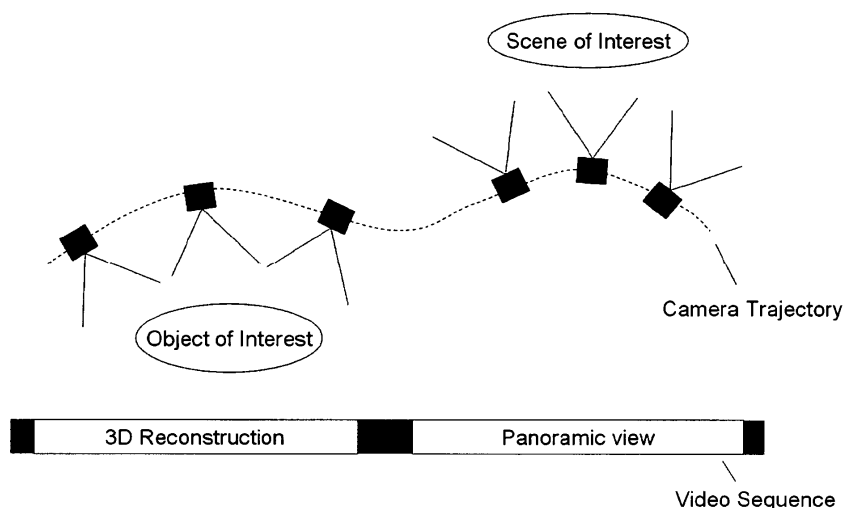 Scene of Interest
Camera Trajectory
Object of Interest
3D Reconstruction
Panoramic view
Video Sequence